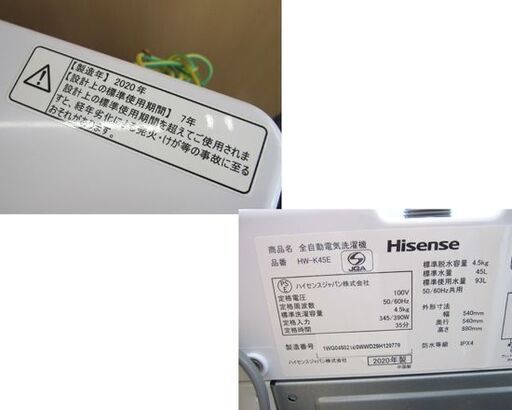 【製造年】2020年
【設計上の標準使用期間】 7年
設計上の標準使用期間を超えてご使用されま
すと、経年劣化による発火・けが等の事故に至る
おそれがあります。
商品名 全自動電気洗濯機
品番 HW-K45E
JQA
Hisense
PS
E
ハイセンスジャパン株式会社
定格電圧 100V
定格周波数 50/60Hz
標準洗濯容量 4.5kg
定格入力 345/390W
定格時間 35分
標準脱水容量 4.5kg
標準水量 45L
標準使用水量 93L
50/60Hz共用
外形寸法
幅 540mm
奥行 540mm
高さ 880mm
製造番号
防水等級 IPX4
ハイセンスジャパン株式会社
2020年製
中国製